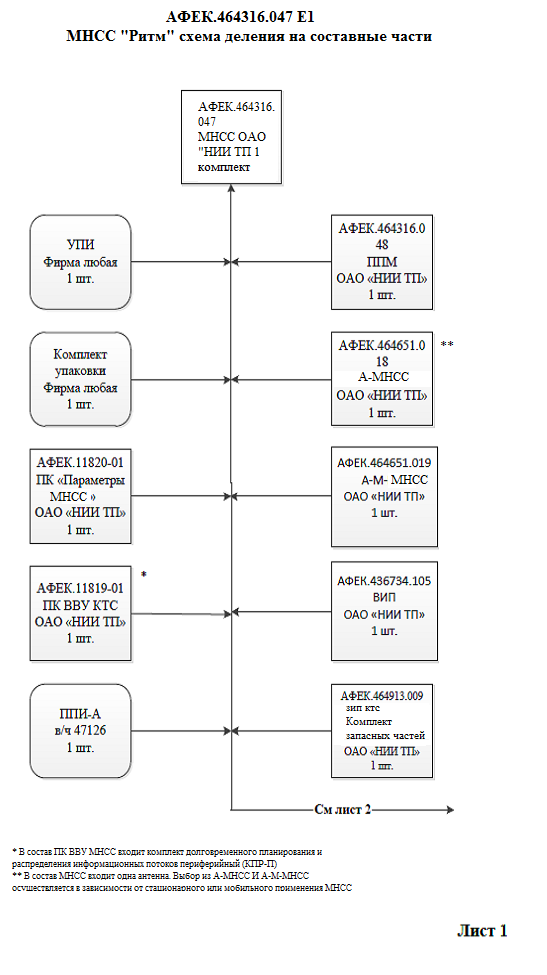 АФЕК.464316.047 Е1
МНСС "Ритм" схема деления на составные части
АФЕК.464316.
047
МНСС ОАО
"НИИ ТП 1
комплект
УПИ
Фирма любая
1 шт.
АФЕК.464316.0
48
ППМ
ОАО «НИИ ТП»
1 шт.
Комплект
упаковки
Фирма любая
1 шт.
АФЕК.464651.0
18
А-МНСС
ОАО «НИИ ТП»
1 шт.
**
АФЕК.11820-01
ПК «Параметры
МНСС »
ОАО «НИИ ТП»
1 шт.
АФЕК.464651.019
А-М- МНСС
ОАО «НИИ ТП»
1 шт.
АФЕК.11819-01
ПК ВВУ КТС
ОАО «НИИ ТП»
1 шт.
*
АФЕК.436734.105
ВИП
ОАО «НИИ ТП»
1 шт.
ППИ-А
в/ч 47126
1 шт.
АФЕК.464913.009
зип ктс
Комплект
запасных частей
ОАО «НИИ ТП»
1 шт.
См лист 2
* В состав ПК ВВУ МНСС входит комплект долговременного планирования и
распределения информационных потоков периферийный (КПР-П)
** В состав МНСС входит одна антенна. Выбор из А-МНСС И А-М-МНСС
осуществляется в зависимости от стационарного или мобильного применения МНСС
Лист 1